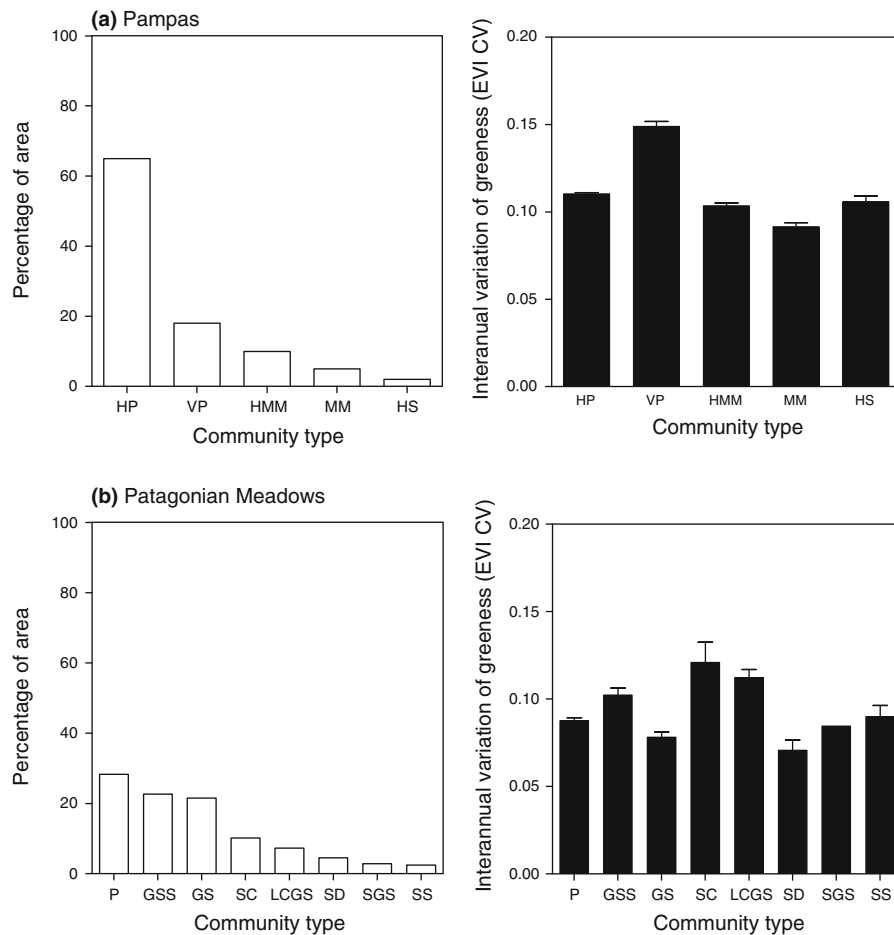 (a) Pampas
100
80
60
40
20
0
Percentage of area
HP VP HMM MM HS
Community type
0.20
0.15
0.10
0.05
0.00
Interanual variation of greeness (EVI CV)
HP VP HMM MM HS
Community type
(b) Patagonian Meadows
100
80
60
40
20
0
Percentage of area
P GSS GS SC LCGS SD SGS SS
Community type
0.20
0.15
0.10
0.05
0.00
Interannual variation of greeness (EVI CV)
P GSS GS SC LCGS SD SGS SS
Community type